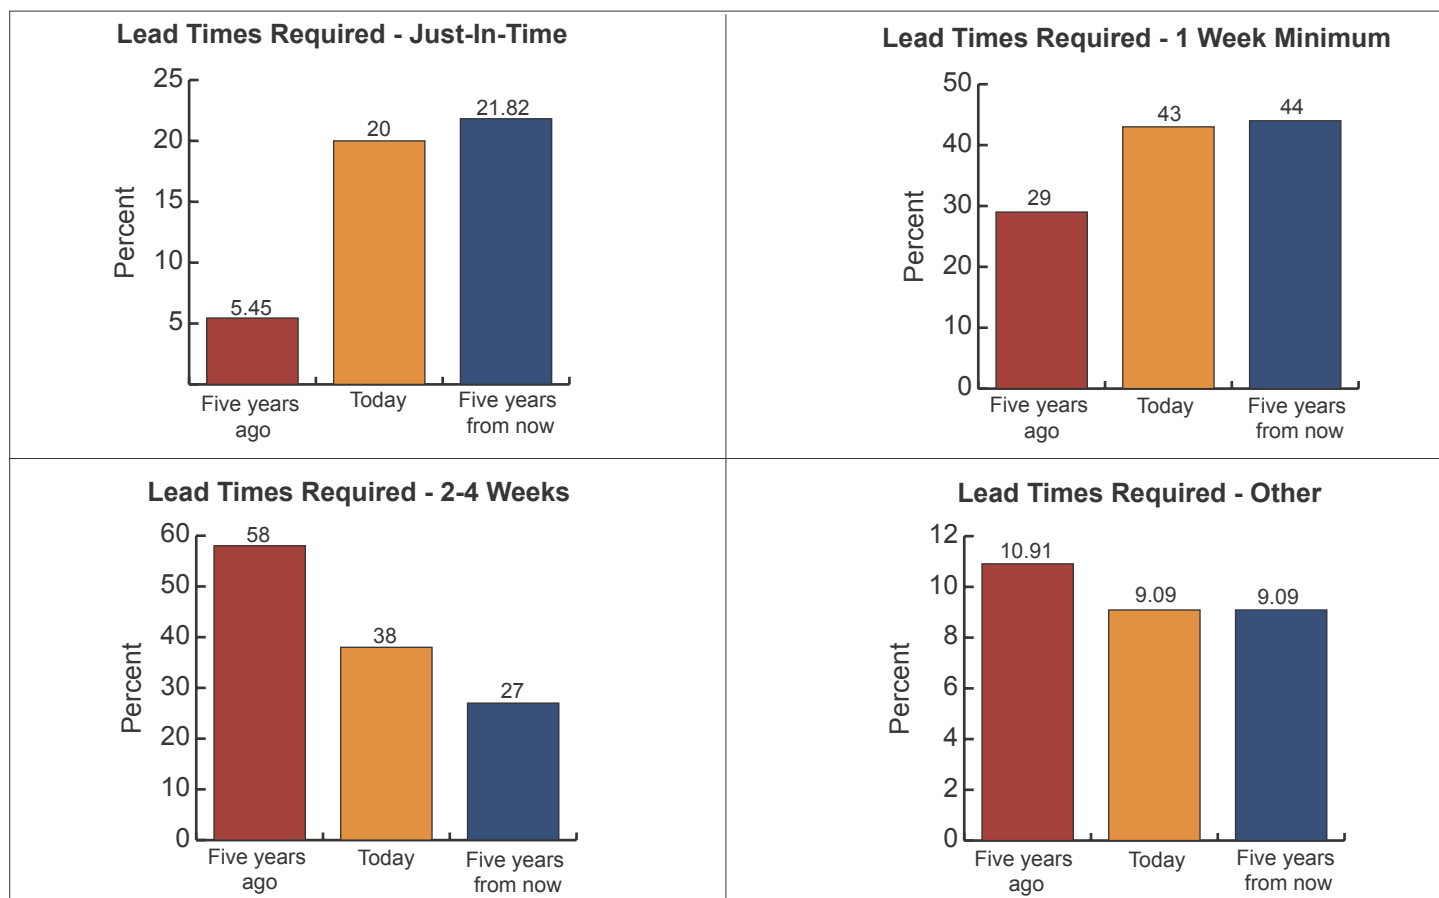 Lead Times Required - Just-In-Time
25
20
15
10
5
Percent
5.45
20
21.82
Five years
ago
Today
Five years
from now
Lead Times Required - 1 Week Minimum
50
40
30
20
10
0
Percent
29
43
44
Five years
ago
Today
Five years
from now
Lead Times Required - 2-4 Weeks
60
50
40
30
20
10
0
Percent
58
38
27
Five years
ago
Today
Five years
from now
Lead Times Required - Other
12
10
8
6
4
2
0
Percent
10.91
9.09
9.09
Five years
ago
Today
Five years
from now